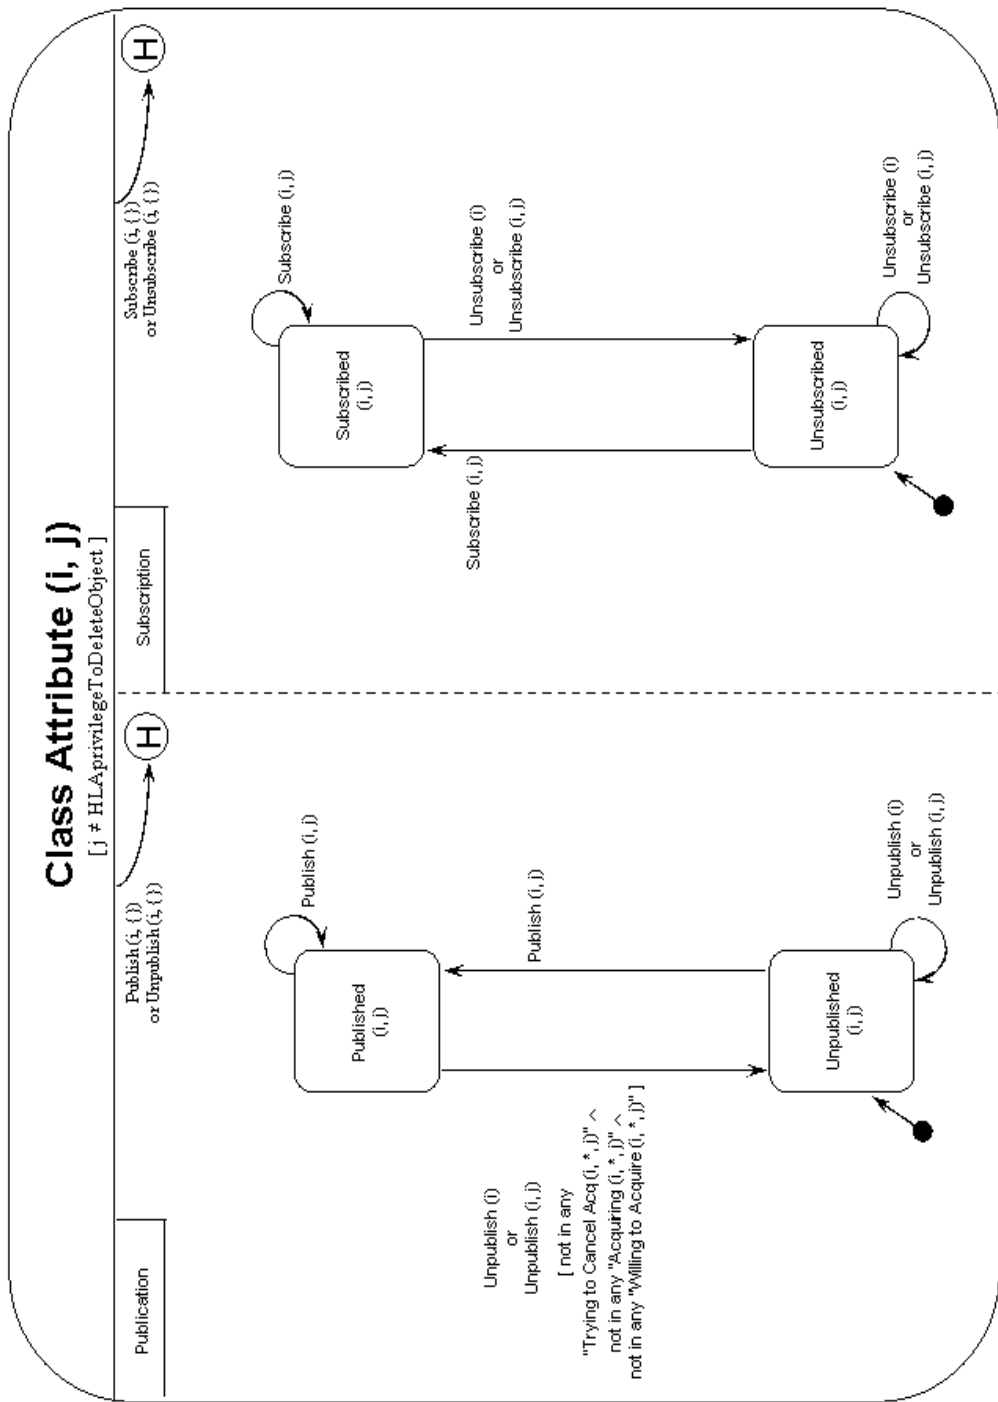 Class Attribute (i, j)
[ j ≠ HLAprivilegeToDeleteObject ]
Publication
Publish (i, {})
or Unpublish (i, {})
H
Published
(i, j)
Publish (i, j)
Unpublish (i)
or
Unpublish (i, j)
[ not in any
"Trying to Cancel Acq (i, *, j)" ^
not in any "Acquiring (i, *, j)" ^
not in any "Willing to Acquire (i, *, j)" ]
Publish (i, j)
Unpublished
(i, j)
Unpublish (i)
or
Unpublish (i, j)
Subscription
Subscribe (i, {})
or Unsubscribe (i, {})
H
Subscribed
(i, j)
Subscribe (i, j)
Subscribe (i, j)
Unsubscribe (i)
or
Unsubscribe (i, j)
Unsubscribed
(i, j)
Unsubscribe (i)
or
Unsubscribe (i, j)